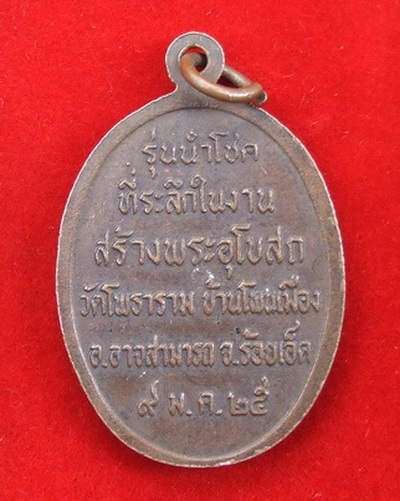 รุ่นนำโชค
ที่ระลึกในงาน
สร้างพระอุโบสถ
วัดโพธาราม บ้านโพนเมือง
อ.อาจสามารถ จ.ร้อยเอ็ด
๙ ม.ค.๒๕